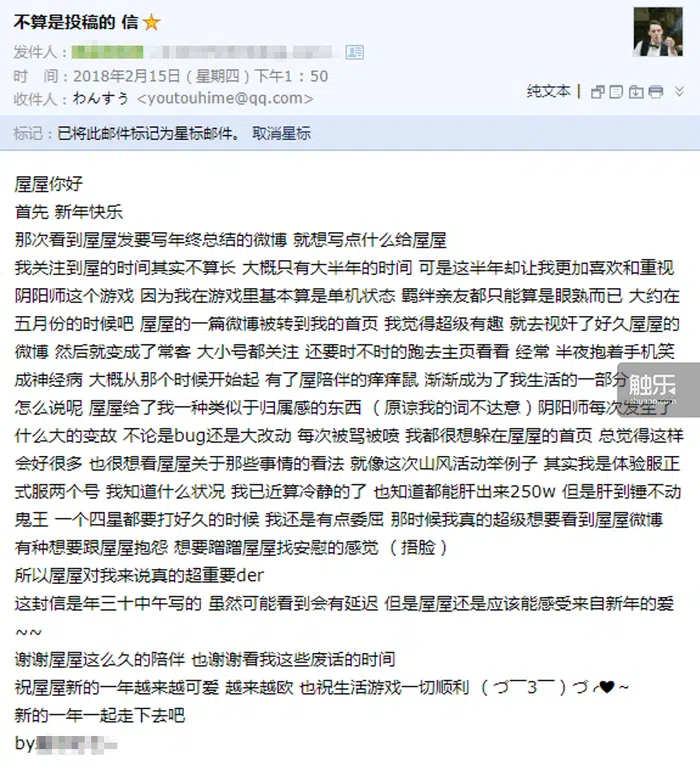 不算是投稿的 信
发件人：
时 间：2018年2月15日（星期四）下午1：50
纯文本 |
收件人：わんすう <youtouhime@qq.com>
标记：已将此邮件标记为星标邮件。 取消星标
屋屋你好
首先 新年快乐
那次看到屋屋发要写年终总结的微博 就想写点什么给屋屋
我关注到屋的时间其实不算长 大概只有大半年的时间 可是这半年却让我更加喜欢和重视
阴阳师这个游戏 因为我在游戏里基本算是单机状态 羁绊亲友都只能算是眼熟而已 大约在
五月份的时候吧 屋屋的一篇微博被转到我的首页 我觉得超级有趣 就去视奸了好久屋屋的
微博 然后就变成了常客 大小号都关注 还要时不时的跑去主页看看 经常 半夜抱着手机笑
成神经病 大概从那个时候开始起 有了屋陪伴的痒痒鼠 渐渐成为了我生活的一部分
触乐
怎么说呢 屋屋给了我一种类似于归属感的东西 （原谅我的词不达意）阴阳师每次发生了
什么大的变故 不论是bug还是大改动 每次被骂被喷 我都很想躲在屋屋的首页 总觉得这样
会好很多 也很想看屋屋关于那些事情的看法 就像这次山风活动举例子 其实我是体验服正
式服两个号 我知道什么状况 我已近算冷静的了 也知道都能肝出来250w 但是肝到锤不动
鬼王 一个四星都要打好久的时候 我还是有点委屈 那时候我真的超级想要看到屋屋微博
有种想要跟屋屋抱怨 想要蹭蹭屋屋找安慰的感觉 （捂脸）
所以屋屋对我来说真的超重要der
这封信是年三十中午写的 虽然可能看到会有延迟 但是屋屋还是应该能感受来自新年的爱
~~
谢谢屋屋这么久的陪伴 也谢谢看我这些废话的时间
祝屋屋新的一年越来越可爱 越来越欧 也祝生活游戏一切顺利 （づ￣3￣）づ╭❤～
新的一年一起走下去吧
by